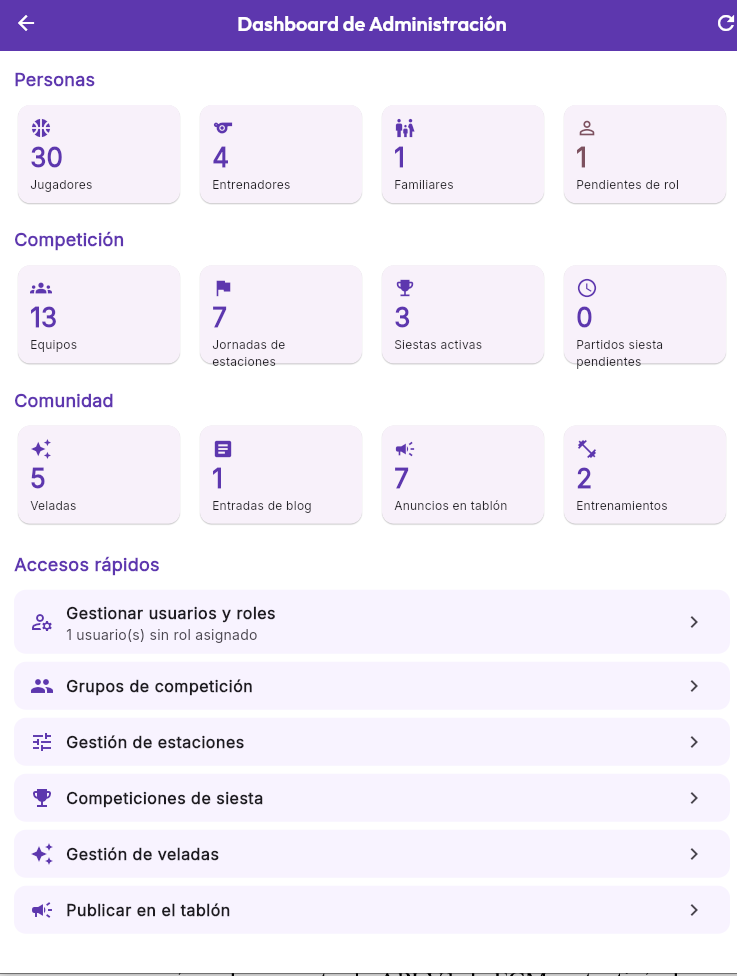 Dashboard de Administración
Personas
30
Jugadores
4
Entrenadores
1
Familiares
1
Pendientes de rol
Competición
13
Equipos
7
Jornadas de
estaciones
3
Siestas activas
0
Partidos siesta
pendientes
Comunidad
5
Veladas
1
Entradas de blog
7
Anuncios en tablón
2
Entrenamientos
Accesos rápidos
Gestionar usuarios y roles
1 usuario(s) sin rol asignado
Grupos de competición
Gestión de estaciones
Competiciones de siesta
Gestión de veladas
Publicar en el tablón